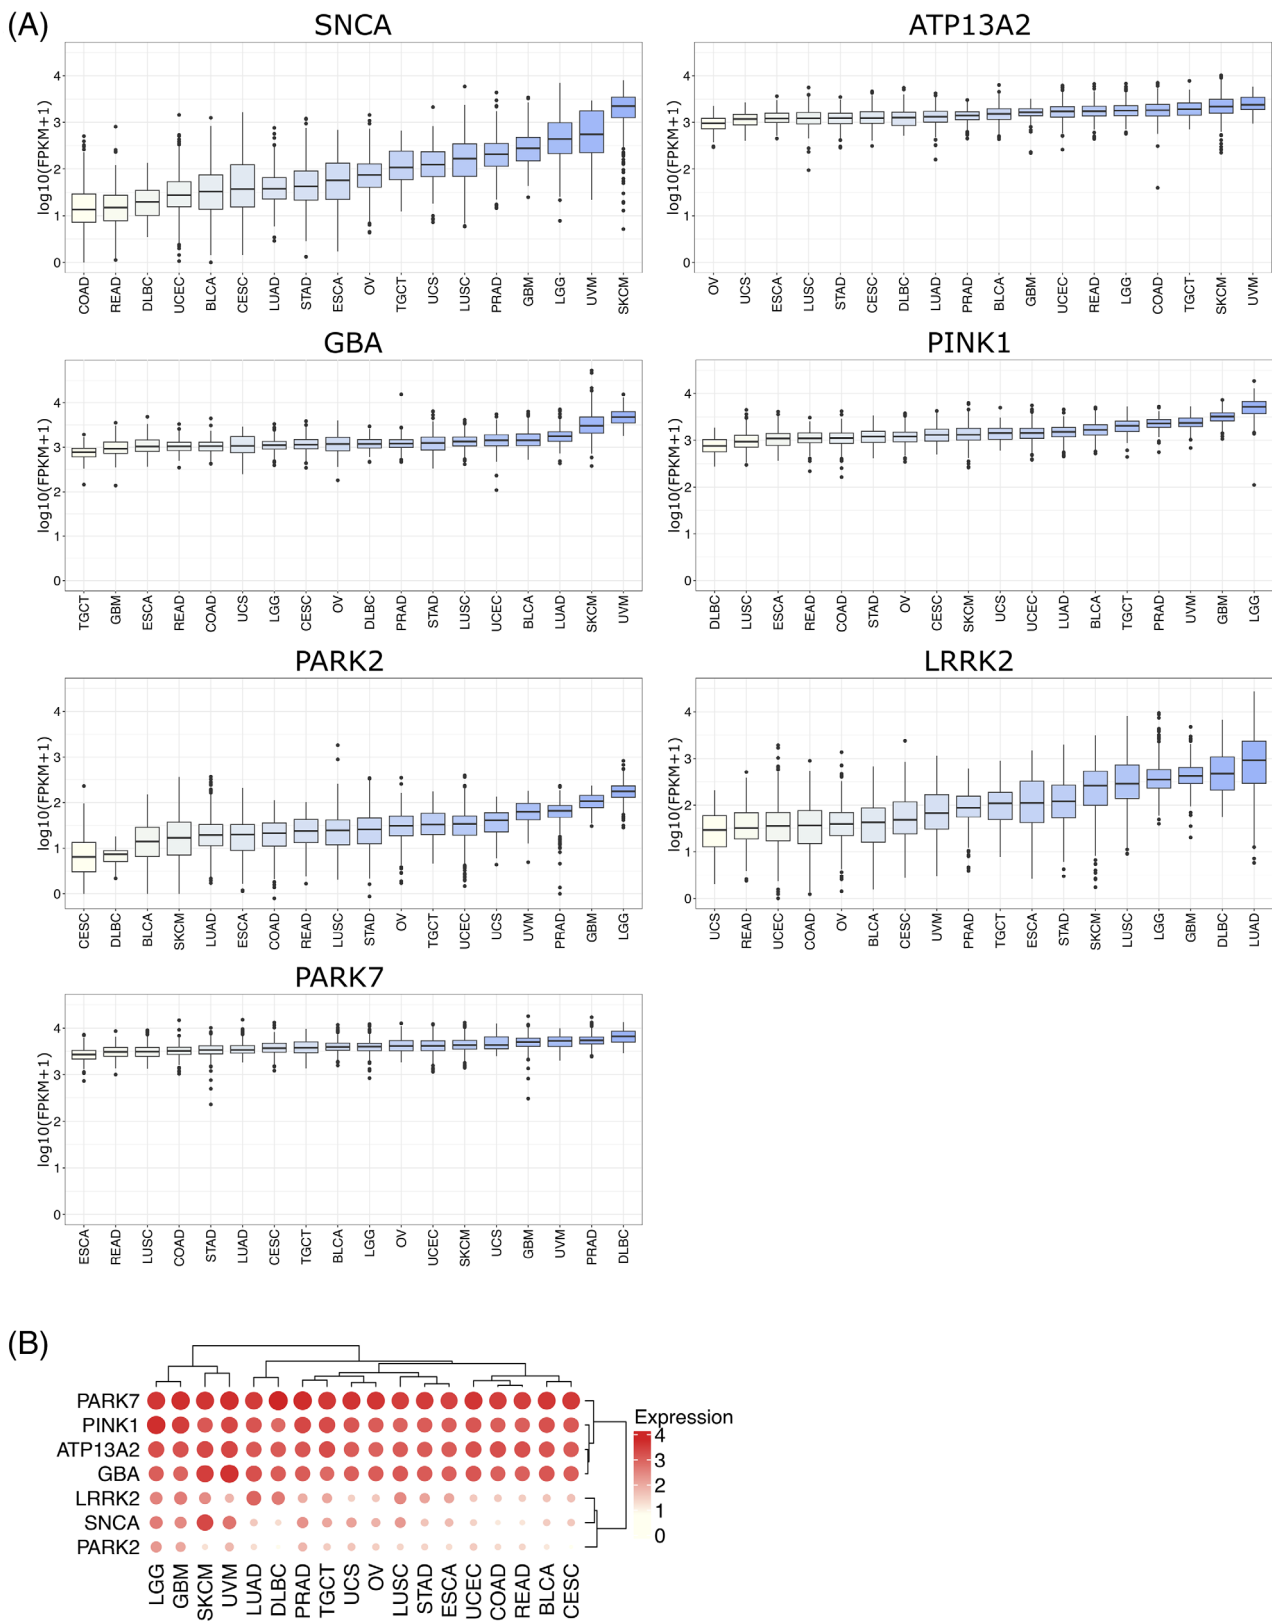 (A)
SNCA
log10(FPKM+1)
4
3
2
1
0
COAD READ DLBC UCEC BLCA CESC LUAD STAD ESCA OV TGCT UCS LUSC PRAD GBM LGG UVM SKCM
ATP13A2
log10(FPKM+1)
4
3
2
1
0
OV UCS ESCA LUSC STAD CESC DLBC LUAD PRAD BLCA GBM UCEC READ LGG COAD TGCT SKCM UVM
GBA
log10(FPKM+1)
4
3
2
1
0
TGCT GBM ESCA READ COAD UCS LGG CESC OV DLBC PRAD STAD LUSC UCEC BLCA LUAD SKCM UVM
PINK1
log10(FPKM+1)
4
3
2
1
0
DLBC LUSC ESCA READ COAD STAD OV CESC SKCM UCS UCEC LUAD BLCA TGCT PRAD UVM GBM LGG
PARK2
log10(FPKM+1)
4
3
2
1
0
CESC DLBC BLCA SKCM LUAD ESCA COAD READ LUSC STAD OV TGCT UCEC UCS UVM PRAD GBM LGG
LRRK2
log10(FPKM+1)
4
3
2
1
0
UCS READ UCEC COAD OV BLCA CESC UVM PRAD TGCT ESCA STAD SKCM LUSC LGG GBM DLBC LUAD
PARK7
log10(FPKM+1)
4
3
2
1
0
ESCA READ LUSC COAD STAD LUAD CESC TGCT BLCA LGG OV UCEC SKCM UCS GBM UVM PRAD DLBC
(B)
PARK7
PINK1
ATP13A2
GBA
LRRK2
SNCA
PARK2
LGG GBM SKCM UVM LUAD DLBC PRAD TGCT UCS OV LUSC STAD ESCA UCEC COAD READ BLCA CESC
Expression
4
3
2
1
0